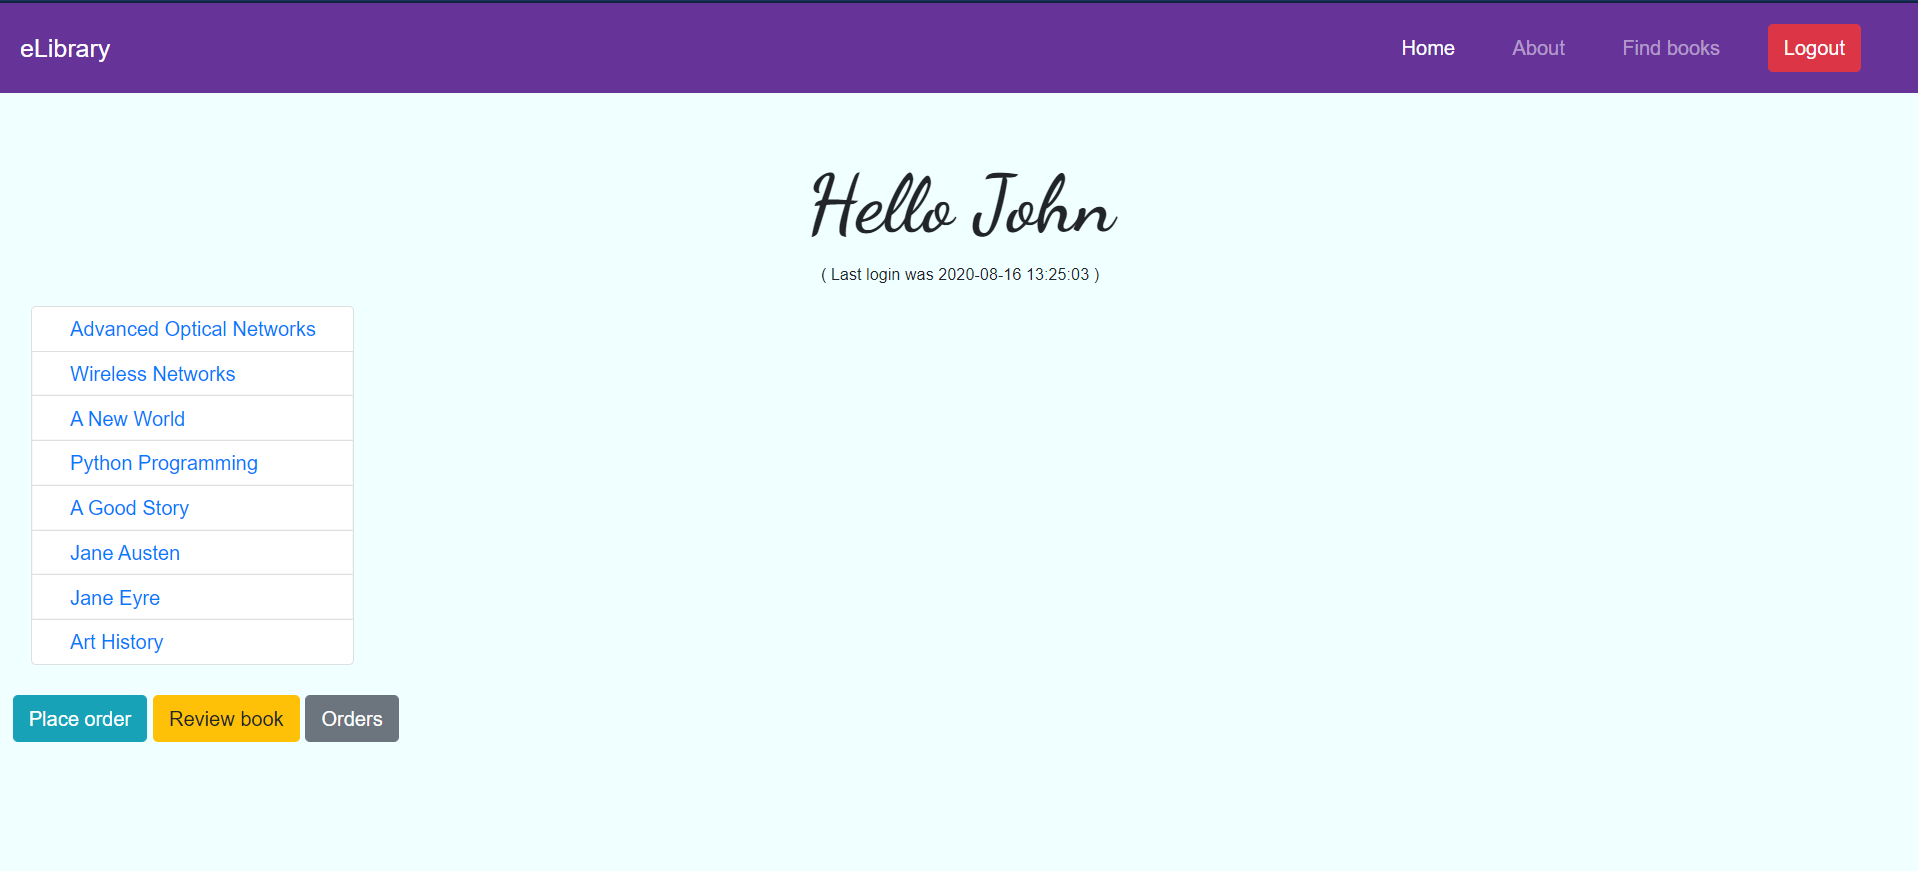 eLibrary Home About Find books Logout
Hello John
( Last login was 2020-08-16 13:25:03 )
Advanced Optical Networks
Wireless Networks
A New World
Python Programming
A Good Story
Jane Austen
Jane Eyre
Art History
Place order Review book Orders